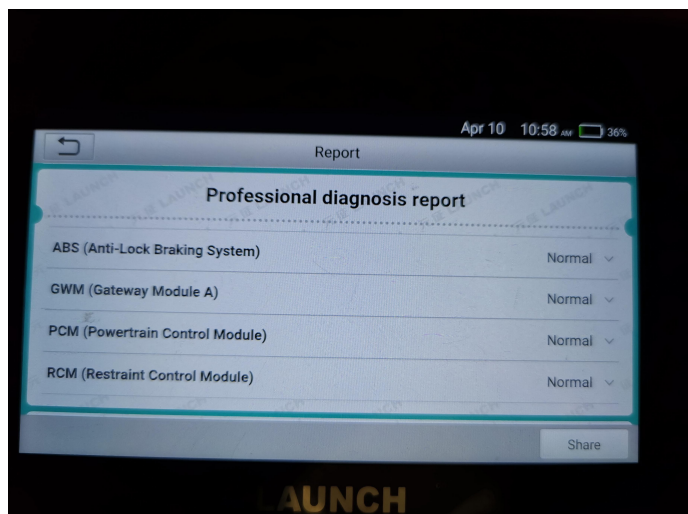 Apr 10 10:58 AM 36%
Report
Professional diagnosis report
ABS (Anti-Lock Braking System) Normal
GWM (Gateway Module A) Normal
PCM (Powertrain Control Module) Normal
RCM (Restraint Control Module) Normal
Share
LAUNCH